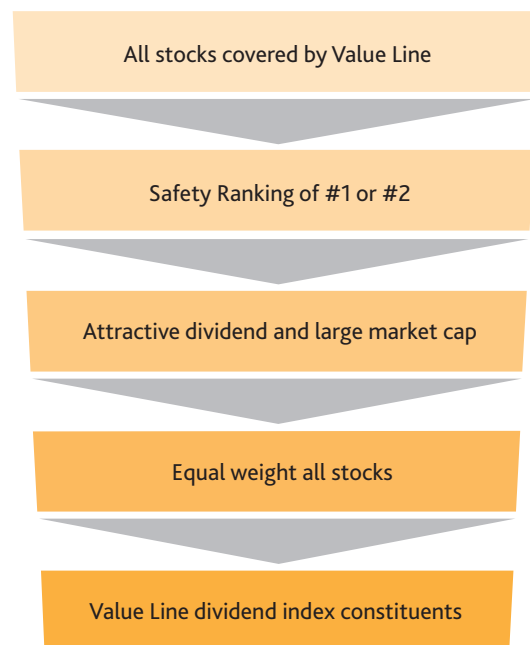 All stocks covered by Value Line
Safety Ranking of #1 or #2
Attractive dividend and large market cap
Equal weight all stocks
Value Line dividend index constituents